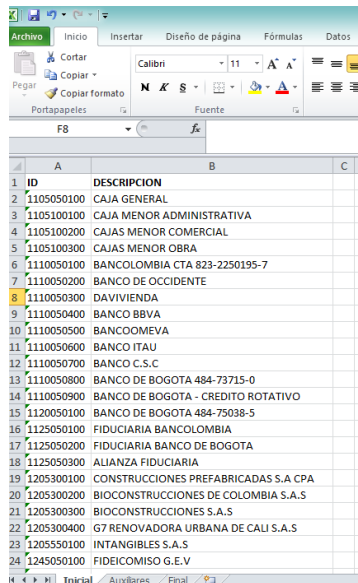 Archivo Inicio Insertar Diseño de página Fórmulas Datos
Cortar
Copiar
Pegar
Copiar formato
Portapapeles
Calibri 11 A A
N K S A
Fuente
F8 fx
A B C
1 ID DESCRIPCION
2 1105050100 CAJA GENERAL
3 1105100100 CAJA MENOR ADMINISTRATIVA
4 1105100200 CAJAS MENOR COMERCIAL
5 1105100300 CAJAS MENOR OBRA
6 1110050100 BANCOLOMBIA CTA 823-2250195-7
7 1110050200 BANCO DE OCCIDENTE
8 1110050300 DAVIVIENDA
9 1110050400 BANCO BBVA
10 1110050500 BANCOOMEVA
11 1110050600 BANCO ITAU
12 1110050700 BANCO C.S.C
13 1110050800 BANCO DE BOGOTA 484-73715-0
14 1110050900 BANCO DE BOGOTA - CREDITO ROTATIVO
15 1120050100 BANCO DE BOGOTA 484-75038-5
16 1125050100 FIDUCIARIA BANCOLOMBIA
17 1125050200 FIDUCIARIA BANCO DE BOGOTA
18 1125050300 ALIANZA FIDUCIARIA
19 1205300100 CONSTRUCCIONES PREFABRICADAS S.A CPA
20 1205300200 BIOCONSTRUCCIONES DE COLOMBIA S.A.S
21 1205300300 BIOCONSTRUCCIONES S.A.S
22 1205300400 G7 RENOVADORA URBANA DE CALI S.A.S
23 1205550100 INTANGIBLES S.A.S
24 1245050100 FIDEICOMISO G.E.V
Inicial Auxiliares Final